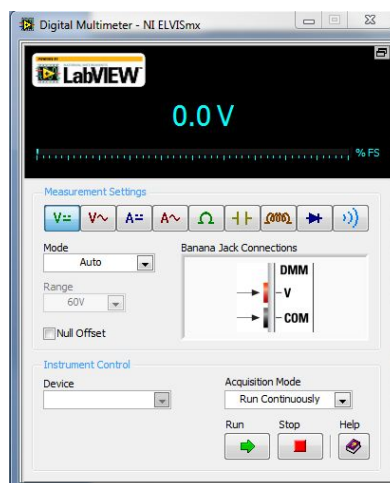 Digital Multimeter - NI ELVISmx
LabVIEW
0.0 V
% FS
Measurement Settings
V
V
A
A
Ω
Mode
Banana Jack Connections
Auto
Range
60V
Null Offset
DMM
V
COM
Instrument Control
Device
Acquisition Mode
Run Continuously
Run Stop Help